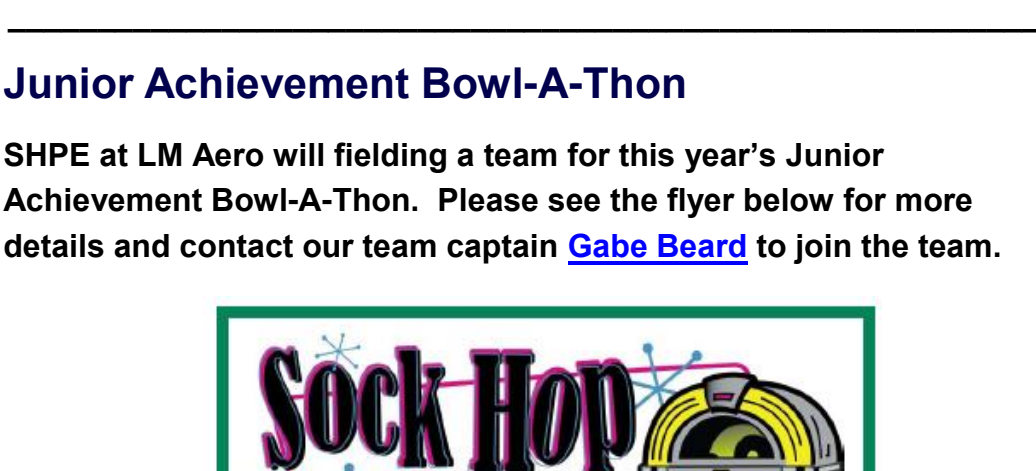 Junior Achievement Bowl-A-Thon
SHPE at LM Aero will fielding a team for this year's Junior
Achievement Bowl-A-Thon.  Please see the flyer below for more
details and contact our team captain Gabe Beard to join the team.
Sock Hop